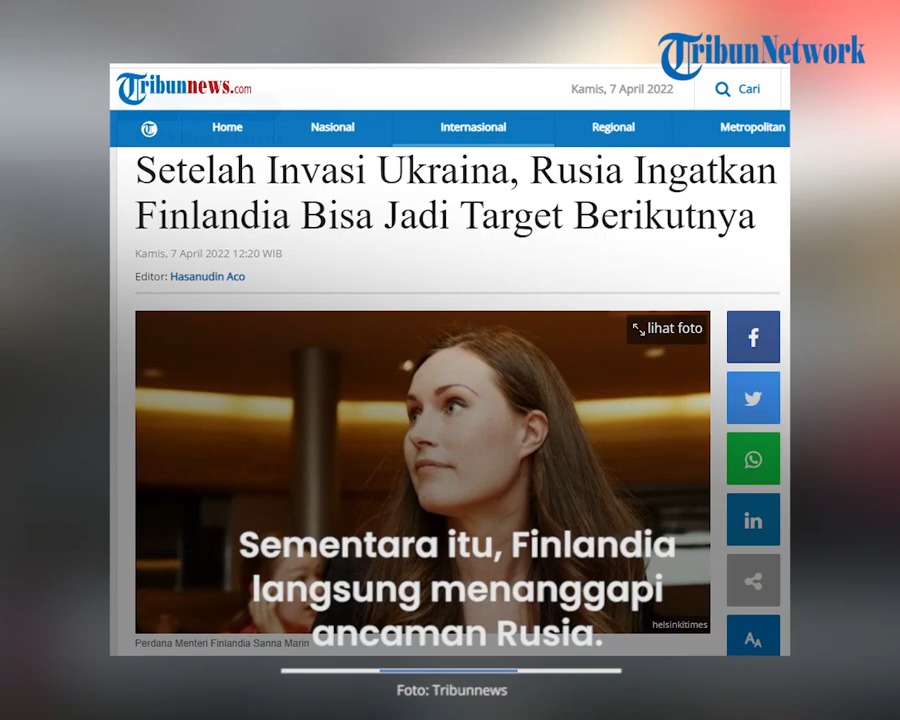 TribunNetwork
Tribunnews.com
Kamis, 7 April 2022
Cari
Home
Nasional
Internasional
Regional
Metropolitan
Setelah Invasi Ukraina, Rusia Ingatkan
Finlandia Bisa Jadi Target Berikutnya
Kamis, 7 April 2022 12:20 WIB
Editor: Hasanudin Aco
lihat foto
Sementara itu, Finlandia
langsung menanggapi
ancaman Rusia.
helsinkitimes
Perdana Menteri Finlandia Sanna Marin
Foto: Tribunnews